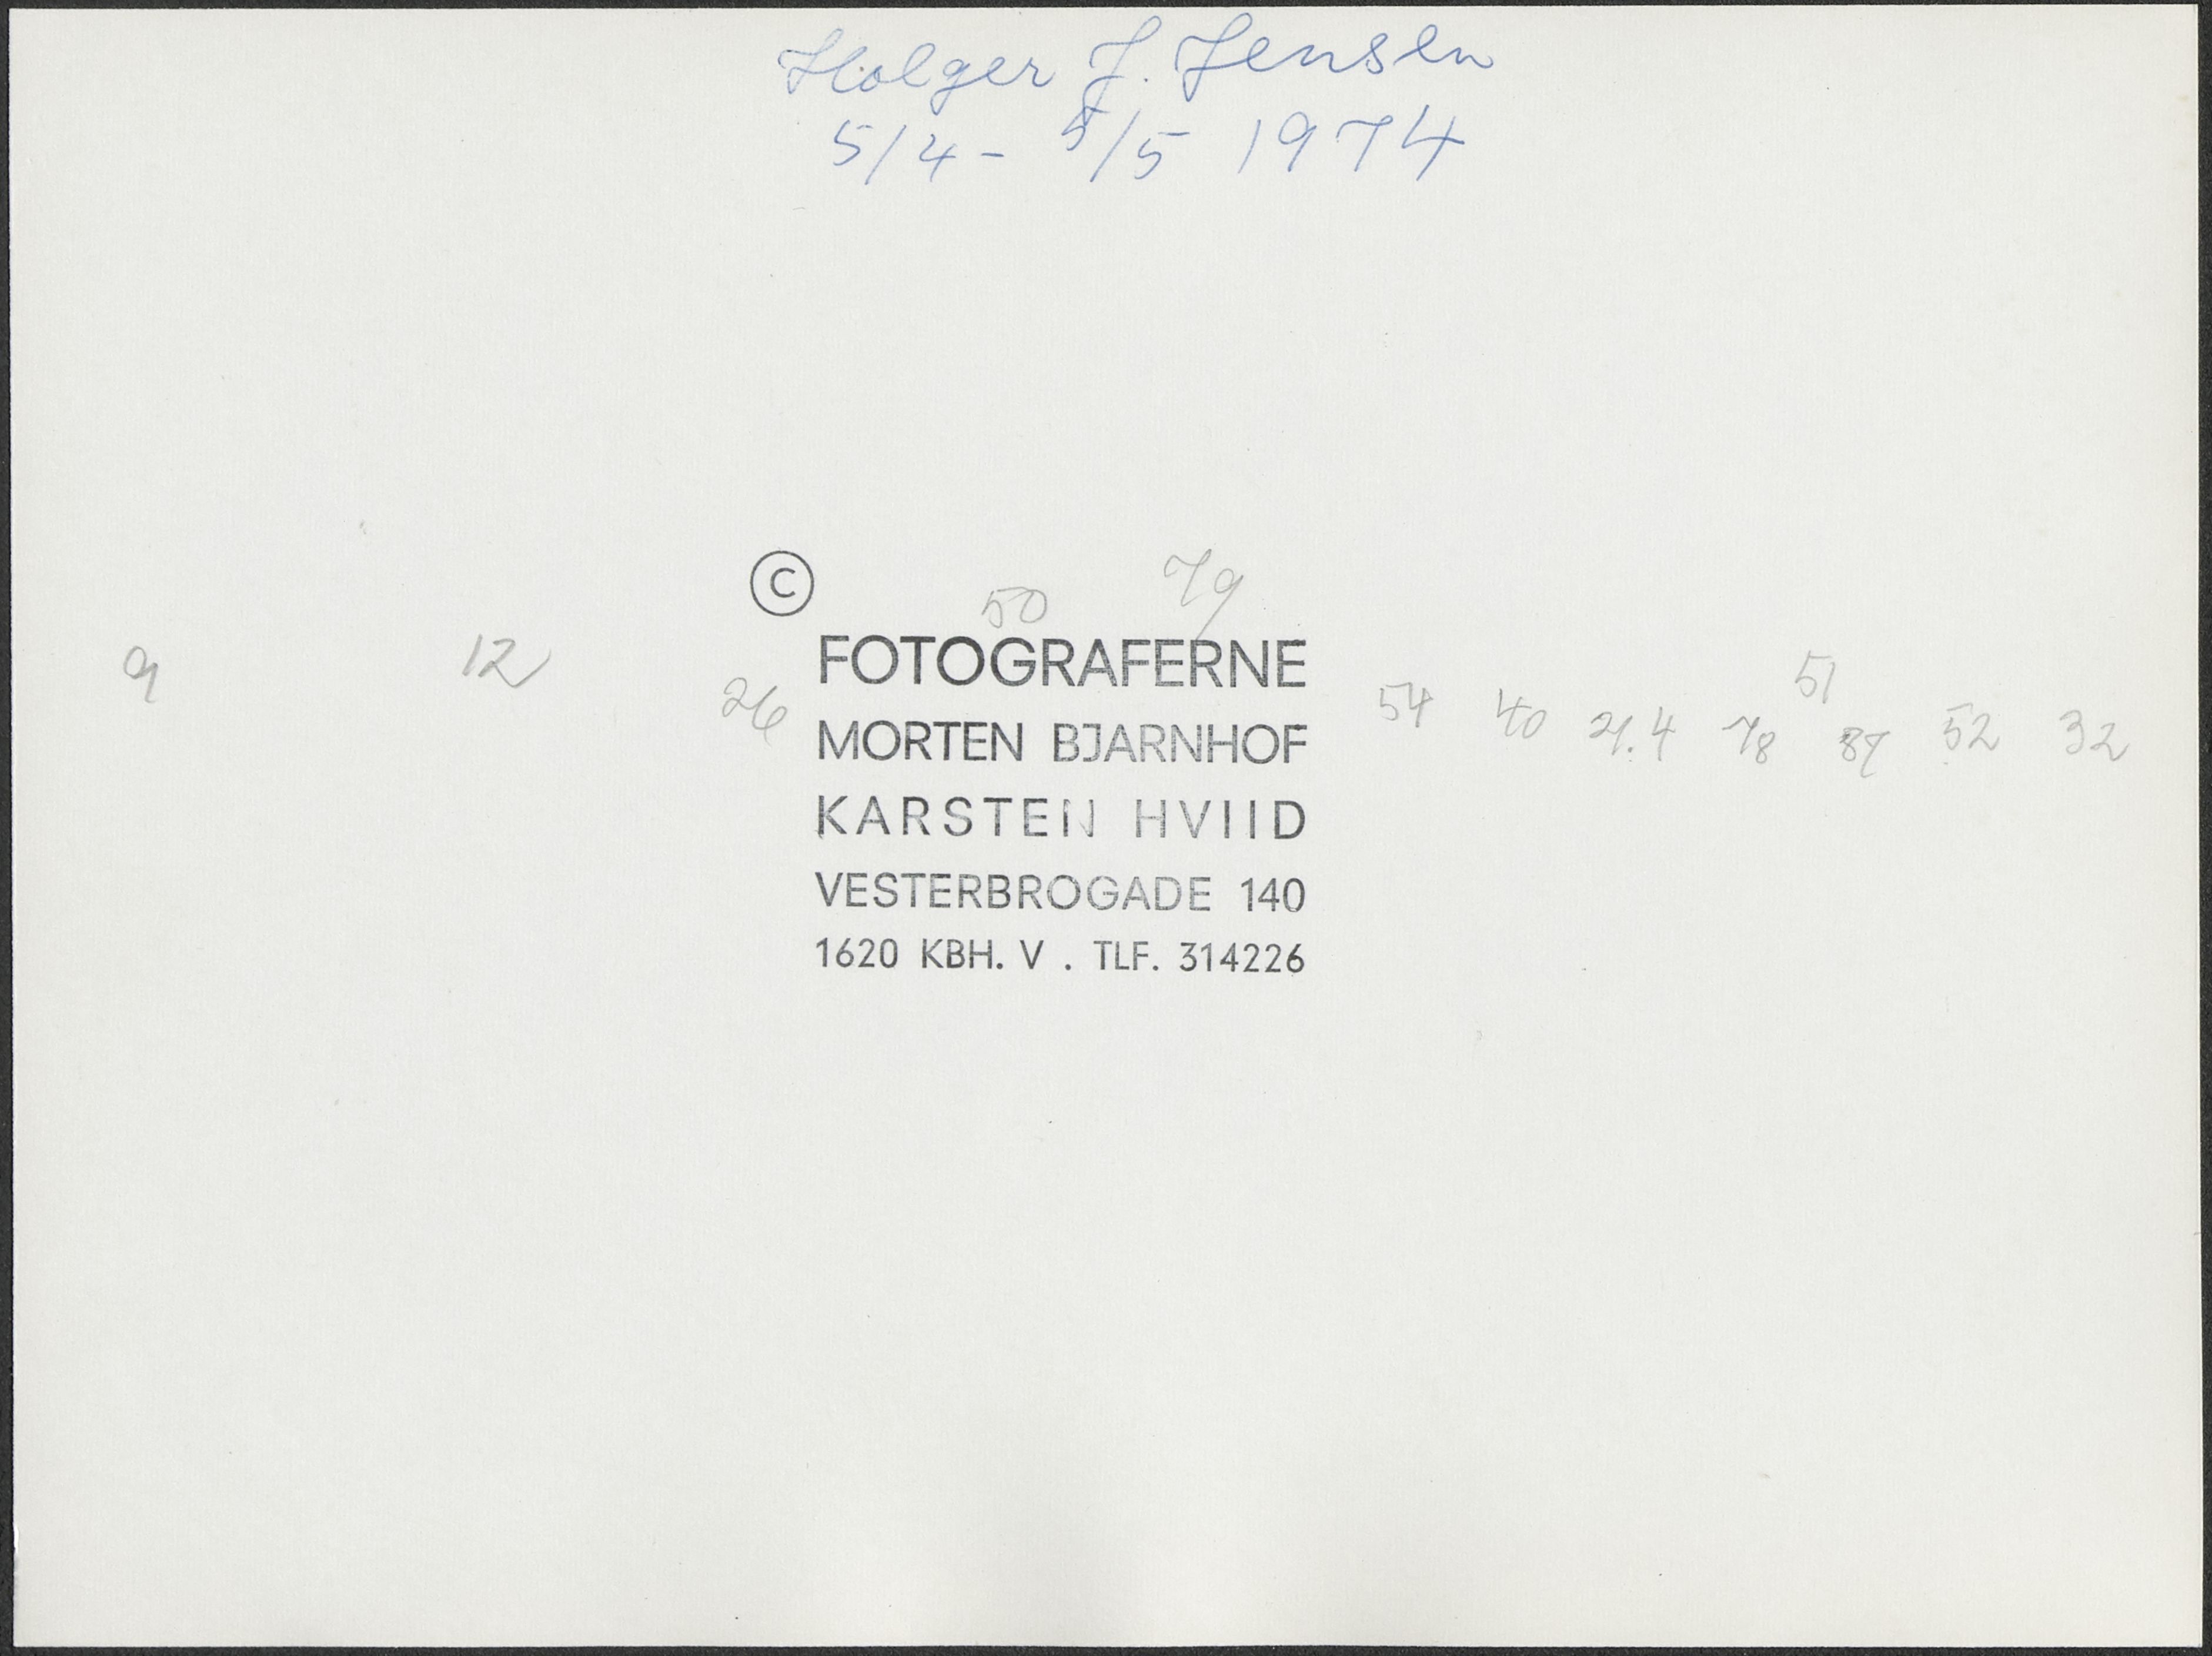 Holger J. Jensen
5/4 - 5/5 1974
©
50 79
FOTOGRAFERNE
9 12 26 54 40 21.4 78 51 87 52 32
MORTEN BJARNHOF
KARSTEN HVIID
VESTERBROGADE 140
1620 KBH. V . TLF. 314226